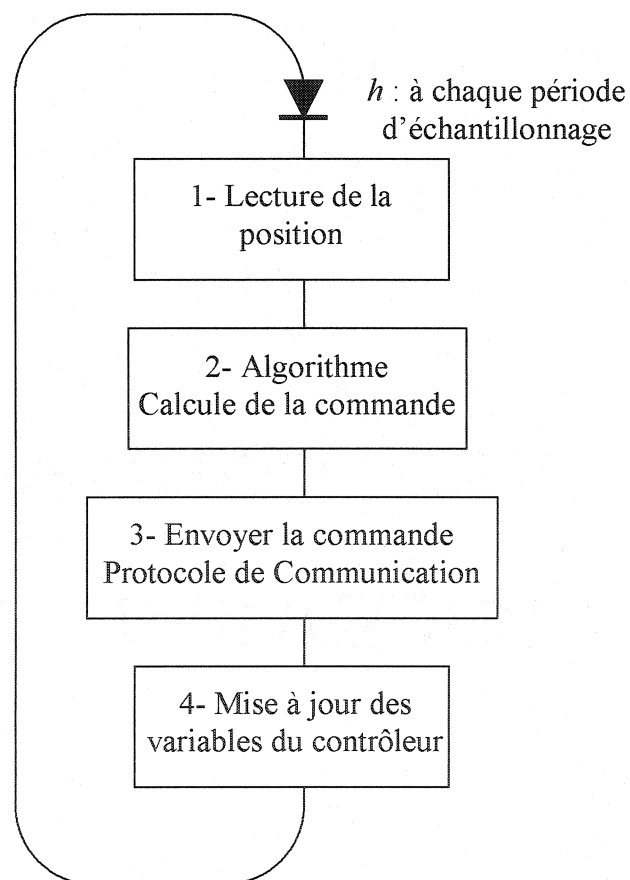 h : à chaque période
d'échantillonnage
1- Lecture de la
position
2- Algorithme
Calcule de la commande
3- Envoyer la commande
Protocole de Communication
4- Mise à jour des
variables du contrôleur